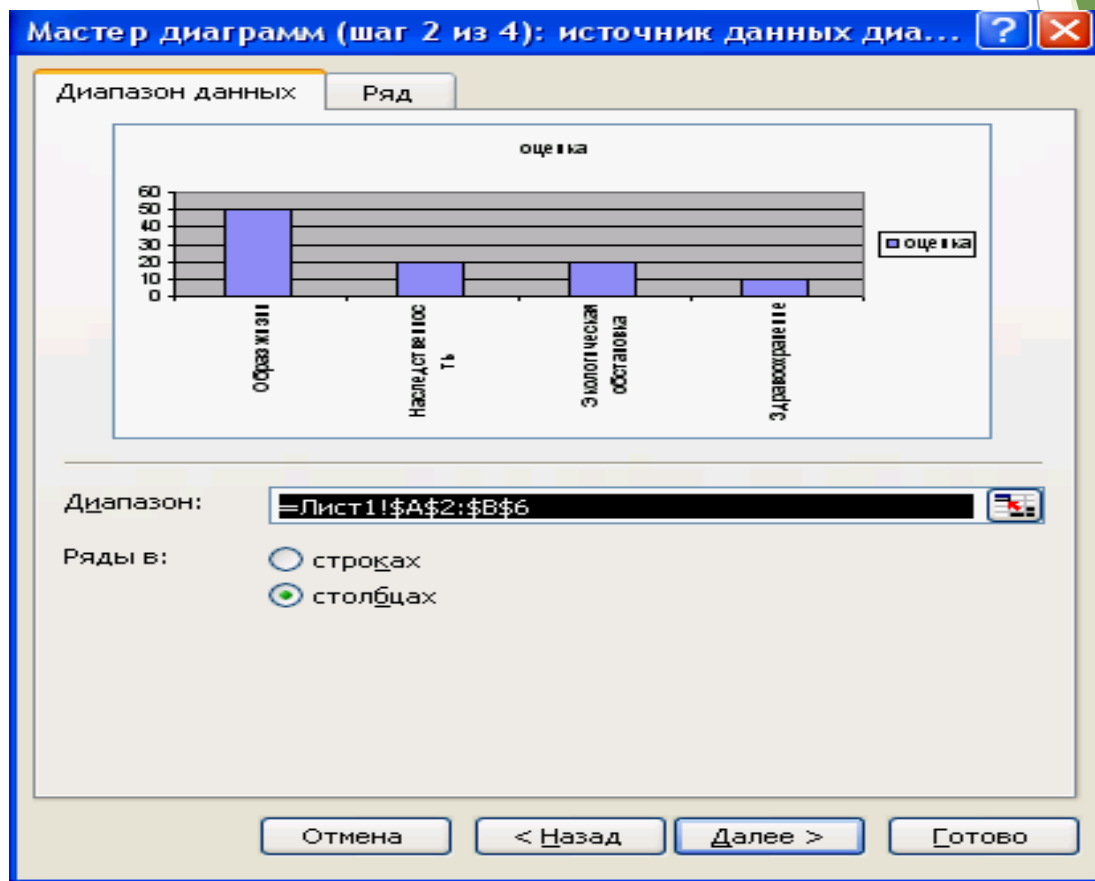 Мастер диаграмм (шаг 2 из 4): источник данных диа...
Диапазон данных
Ряд
оценка
60
50
40
30
20
10
0
оценка
Образ жизни
Наследственнос
ть
Экологическая
обстановка
Здравоохранение
Диапазон:
=Лист1!$A$2:$B$6
Ряды в:
строках
столбцах
Отмена
< Назад
Далее >
Готово